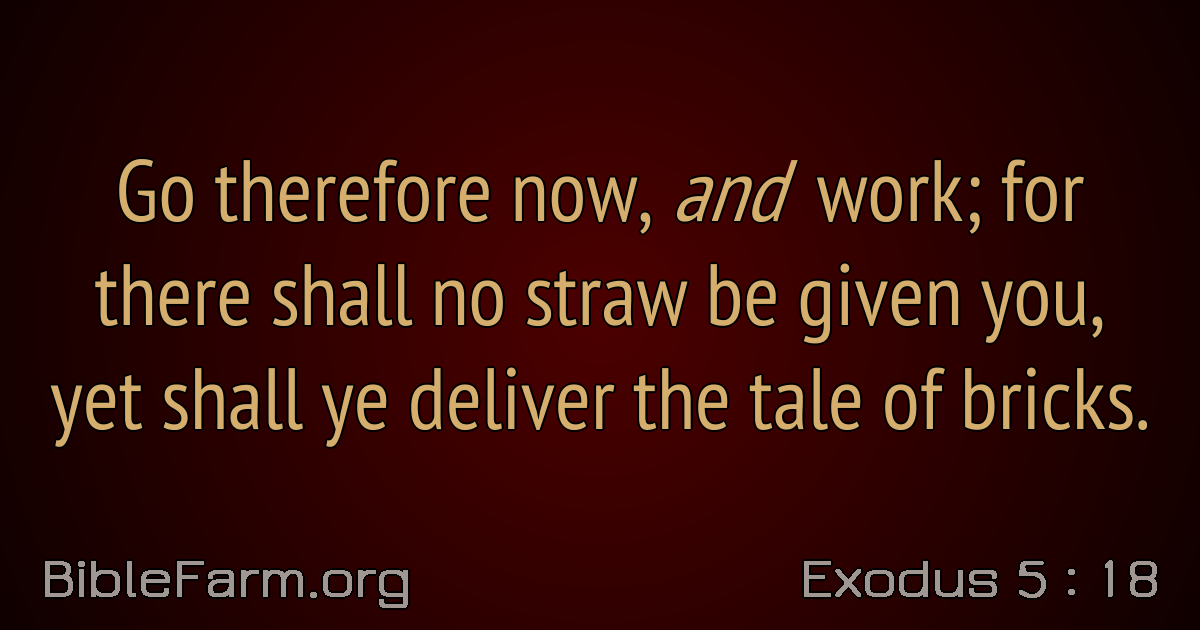 Go therefore now, and work; for
there shall no straw be given you,
yet shall ye deliver the tale of bricks.
BibleFarm.org
Exodus 5 : 18